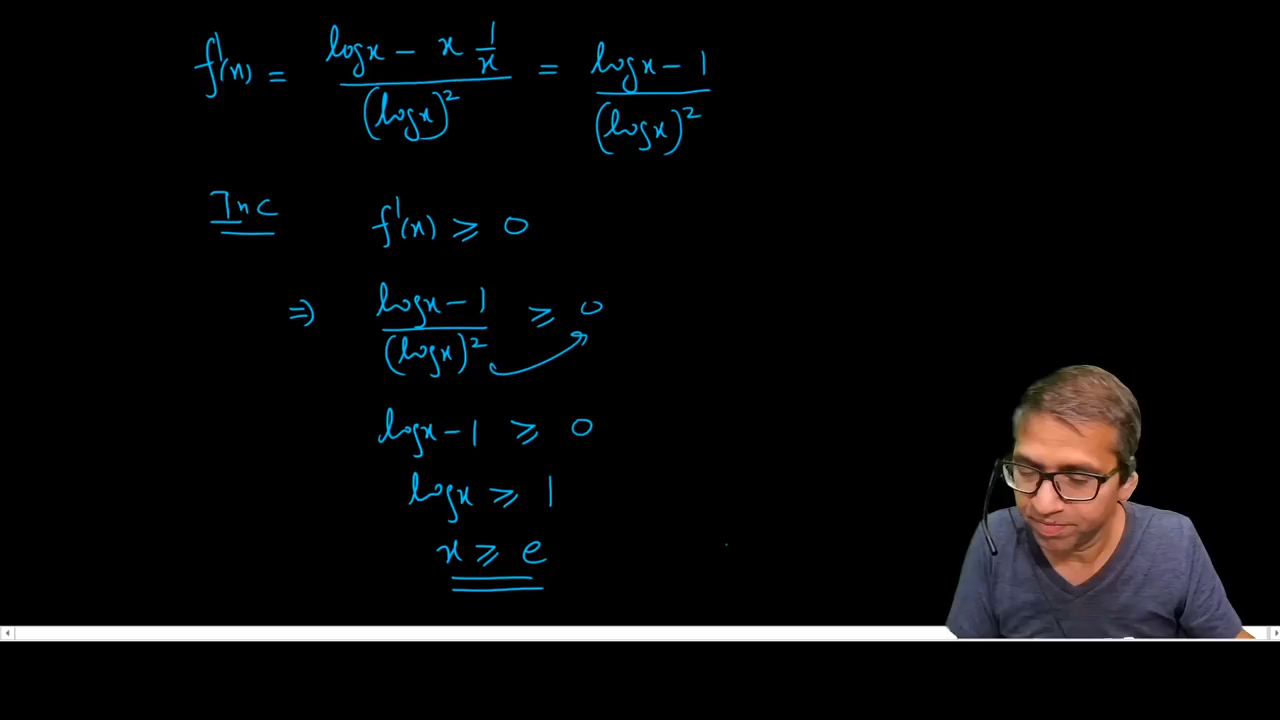 f'(x) = (log x - x 1/x) / (log x)² = (log x - 1) / (log x)²
Inc f'(x) ⩾ 0
⇒ (log x - 1) / (log x)² ⩾ 0
log x - 1 ⩾ 0
log x ⩾ 1
x ⩾ e